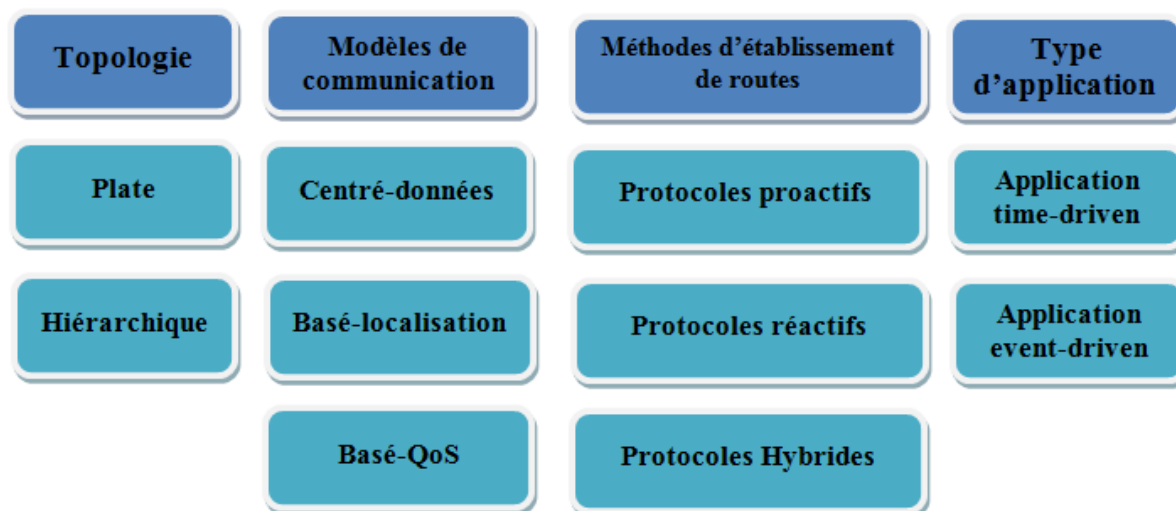 Topologie
Modèles de
communication
Méthodes d’établissement
de routes
Type
d’application
Plate
Centré-données
Protocoles proactifs
Application
time-driven
Hiérarchique
Basé-localisation
Protocoles réactifs
Application
event-driven
Basé-QoS
Protocoles Hybrides